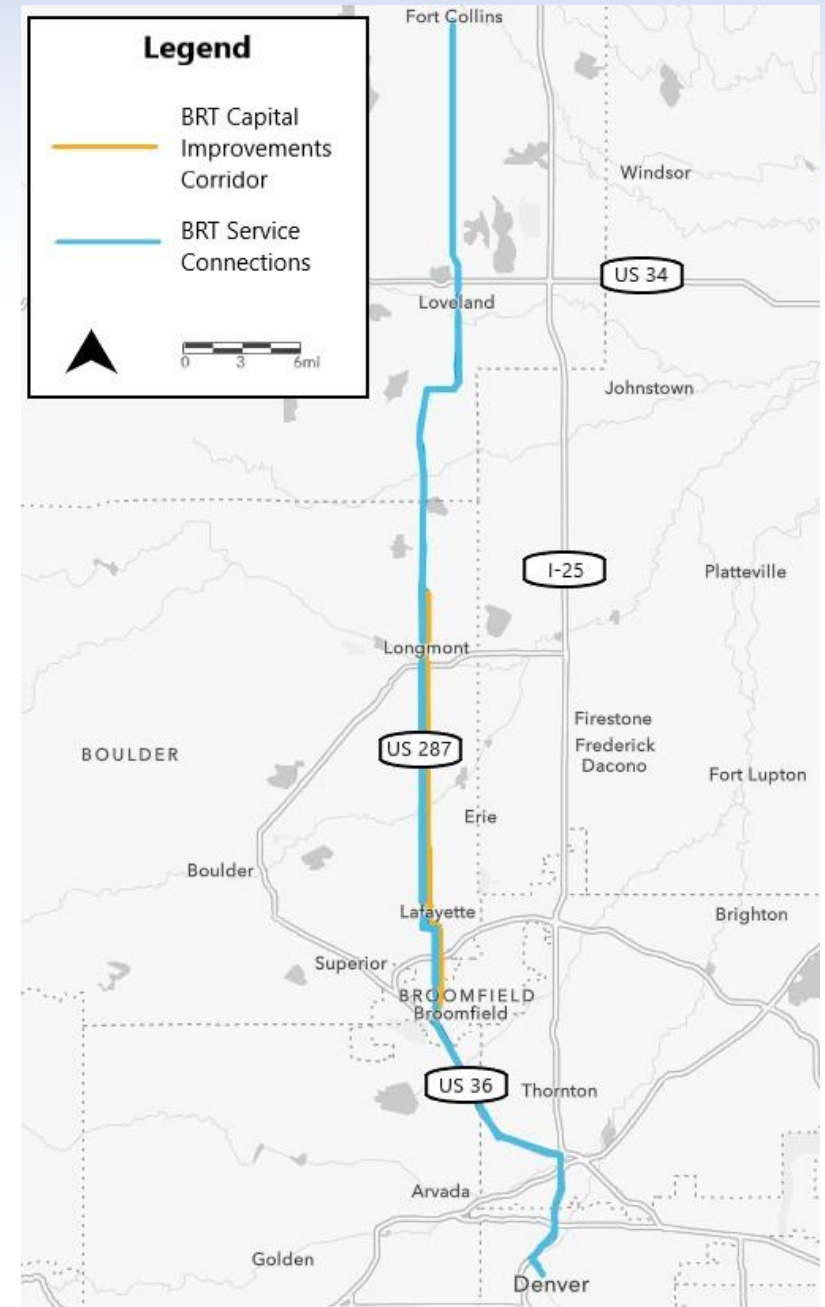 Fort Collins
Legend
BRT Capital
Improvements
Corridor
BRT Service
Connections
0 3 6mi
Windsor
US 34
Loveland
Johnstown
I-25
Platteville
Longmont
Firestone
Frederick
Dacono
US 287
BOULDER
Fort Lupton
Erie
Boulder
Lafayette
Brighton
Superior
BROOMFIELD
Broomfield
US 36
Thornton
Arvada
Golden
Denver